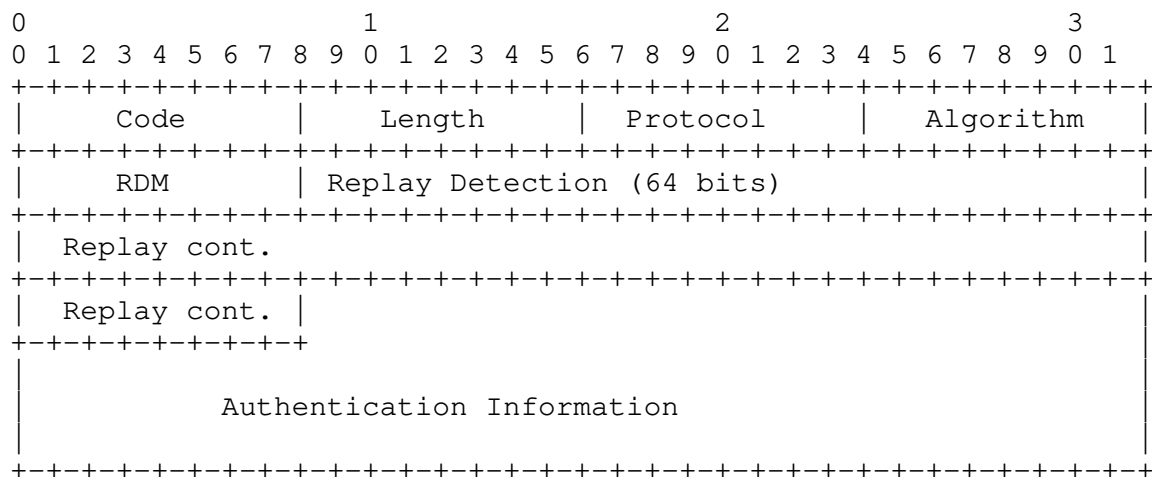 0                   1                   2                   3
0 1 2 3 4 5 6 7 8 9 0 1 2 3 4 5 6 7 8 9 0 1 2 3 4 5 6 7 8 9 0 1
+-+-+-+-+-+-+-+-+-+-+-+-+-+-+-+-+-+-+-+-+-+-+-+-+-+-+-+-+-+-+-+-+
|     Code      |    Length     |  Protocol     |   Algorithm   |
+-+-+-+-+-+-+-+-+-+-+-+-+-+-+-+-+-+-+-+-+-+-+-+-+-+-+-+-+-+-+-+-+
|     RDM       | Replay Detection (64 bits)                    |
+-+-+-+-+-+-+-+-+-+-+-+-+-+-+-+-+-+-+-+-+-+-+-+-+-+-+-+-+-+-+-+-+
|  Replay cont.                                                 |
+-+-+-+-+-+-+-+-+-+-+-+-+-+-+-+-+-+-+-+-+-+-+-+-+-+-+-+-+-+-+-+-+
|  Replay cont. |                                               |
+-+-+-+-+-+-+-+-+                                               |
|                                                               |
|           Authentication Information                          |
|                                                               |
+-+-+-+-+-+-+-+-+-+-+-+-+-+-+-+-+-+-+-+-+-+-+-+-+-+-+-+-+-+-+-+-+